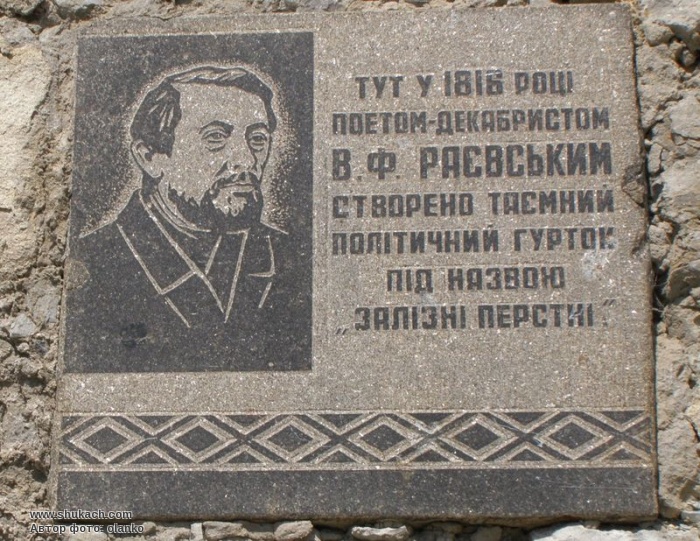 ТУТ У 1816 РОЦІ
ПОЕТОМ-ДЕКАБРИСТОМ
В.Ф. РАЄВСЬКИМ
СТВОРЕНО ТАЄМНИЙ
ПОЛІТИЧНИЙ ГУРТОК
ПІД НАЗВОЮ
„ЗАЛІЗНІ ПЕРСТНІ."
www.shukach.com
Автор фото: olanko